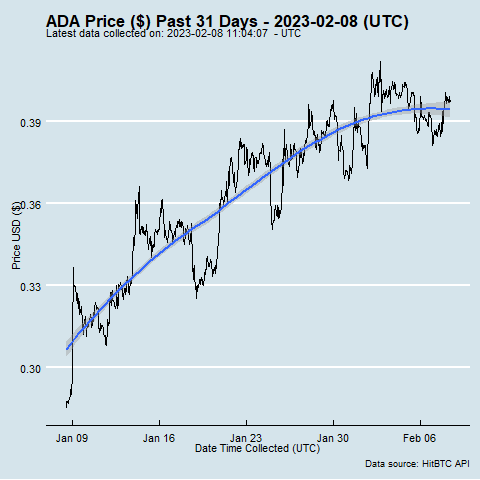 ADA Price ($) Past 31 Days - 2023-02-08 (UTC)
Latest data collected on: 2023-02-08 11:04:07 - UTC
Price USD ($)
0.39
0.36
0.33
0.30
Jan 09 Jan 16 Jan 23 Jan 30 Feb 06
Date Time Collected (UTC)
Data source: HitBTC API